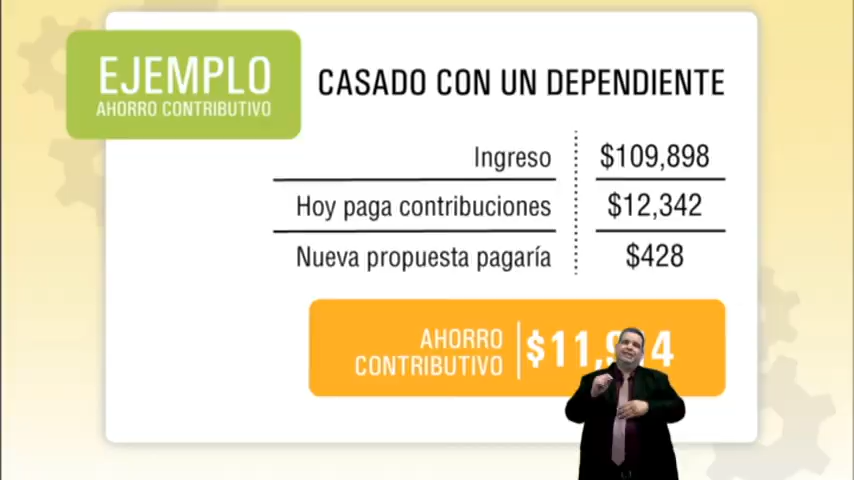 EJEMPLO
AHORRO CONTRIBUTIVO
CASADO CON UN DEPENDIENTE
Ingreso $109,898
Hoy paga contribuciones $12,342
Nueva propuesta pagaría $428
AHORRO
CONTRIBUTIVO